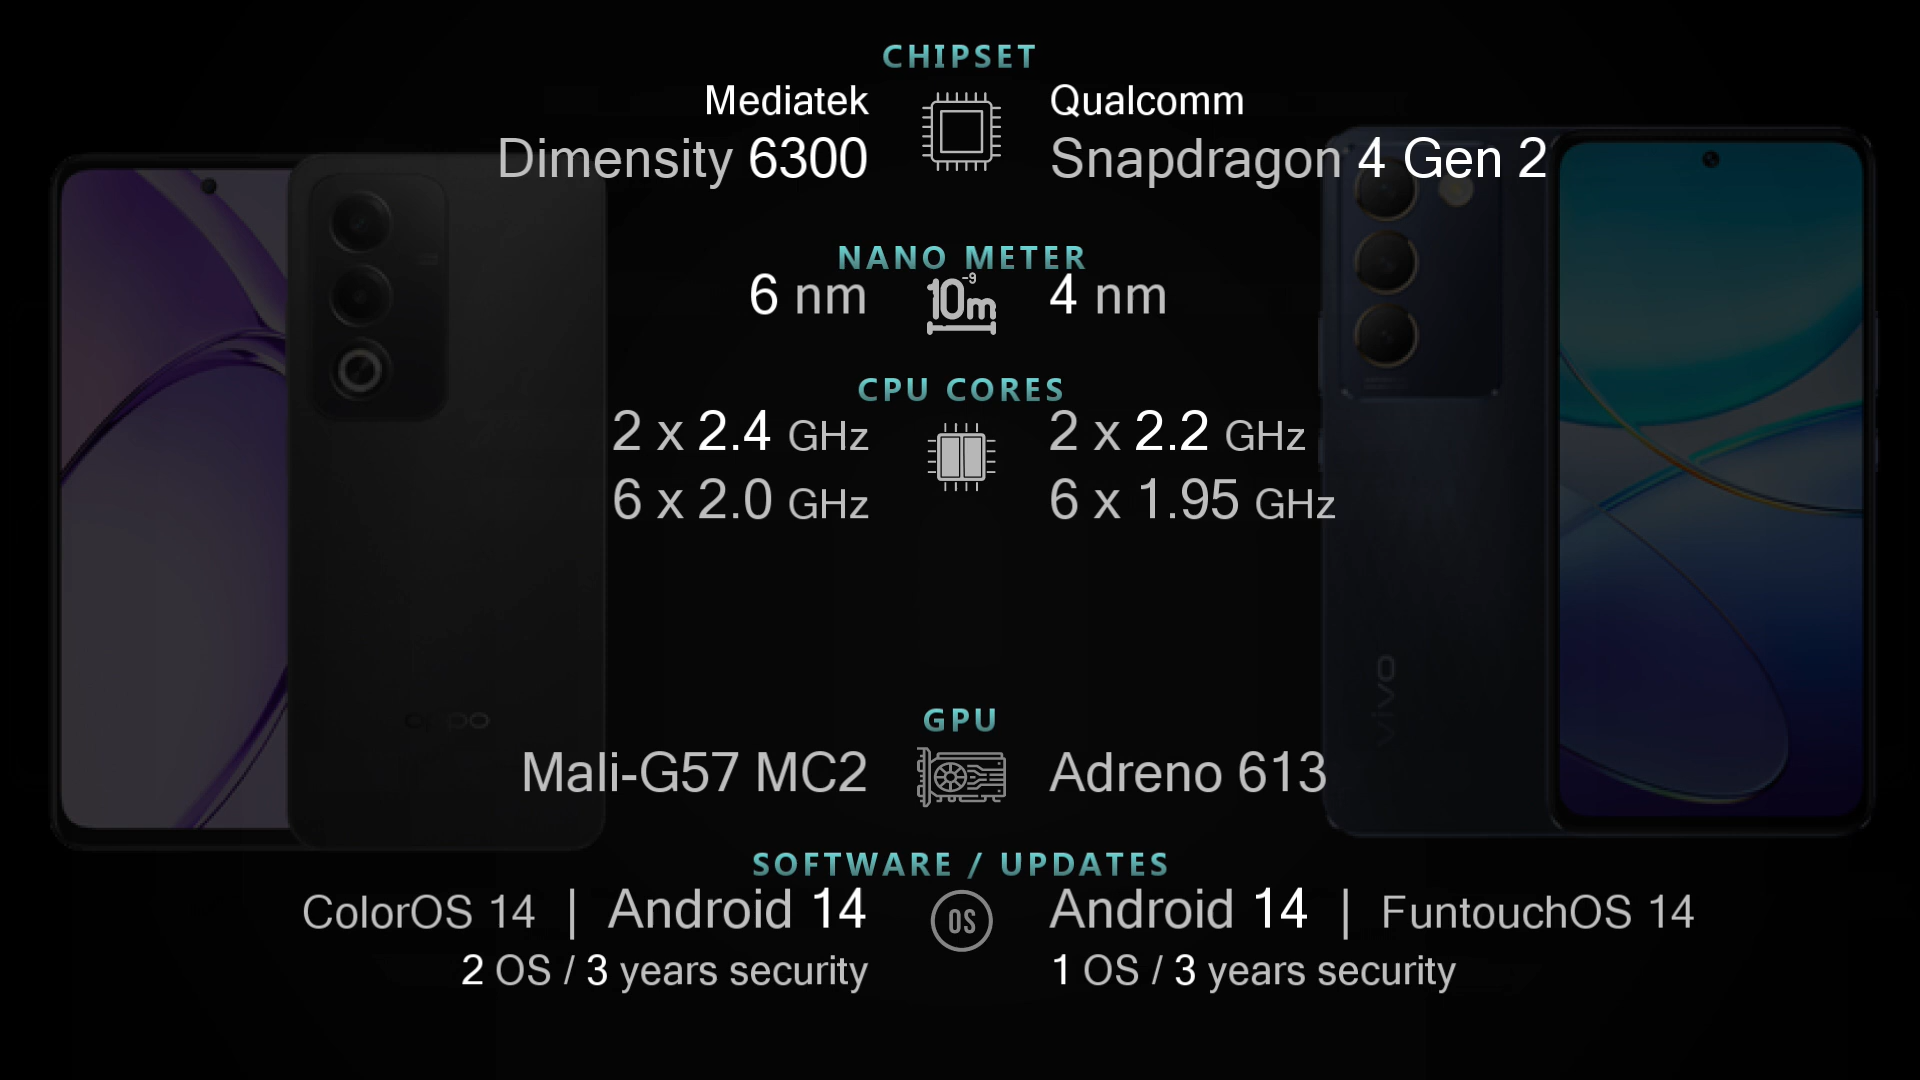 CHIPSET
Mediatek
Dimensity 6300
Qualcomm
Snapdragon 4 Gen 2
NANO METER
6 nm
10⁻⁹m
4 nm
CPU CORES
2 x 2.4 GHz
6 x 2.0 GHz
2 x 2.2 GHz
6 x 1.95 GHz
GPU
Mali-G57 MC2
Adreno 613
SOFTWARE / UPDATES
ColorOS 14 | Android 14
2 OS / 3 years security
OS
Android 14 | FuntouchOS 14
1 OS / 3 years security
oppo
vivo